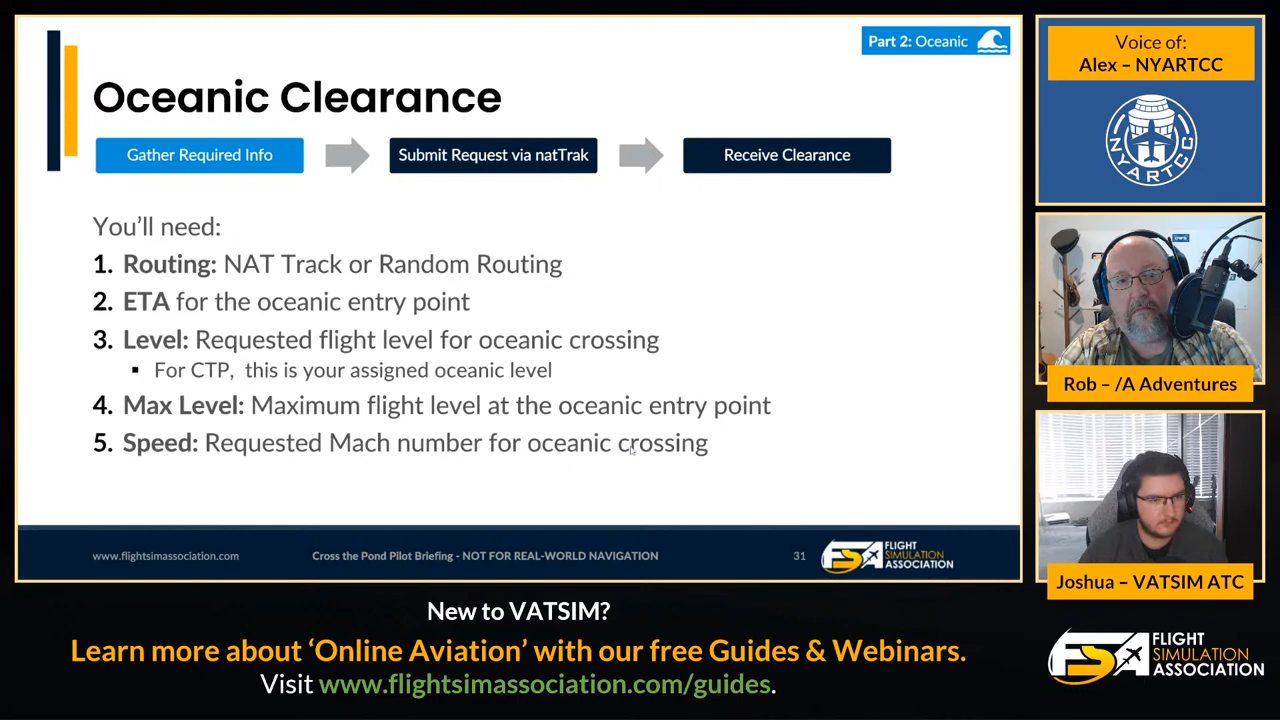 Part 2: Oceanic
Oceanic Clearance
Gather Required Info
Submit Request via natTrak
Receive Clearance
You'll need:
1. Routing: NAT Track or Random Routing
2. ETA for the oceanic entry point
3. Level: Requested flight level for oceanic crossing
▪ For CTP, this is your assigned oceanic level
4. Max Level: Maximum flight level at the oceanic entry point
5. Speed: Requested Mach number for oceanic crossing
www.flightsimassociation.com
Cross the Pond Pilot Briefing - NOT FOR REAL-WORLD NAVIGATION
31
FSA FLIGHT
SIMULATION
ASSOCIATION
Voice of:
Alex – NYARTCC
NYARTCC
Rob – /A Adventures
Joshua – VATSIM ATC
New to VATSIM?
Learn more about ‘Online Aviation’ with our free Guides & Webinars.
Visit www.flightsimassociation.com/guides.
FSA FLIGHT
SIMULATION
ASSOCIATION